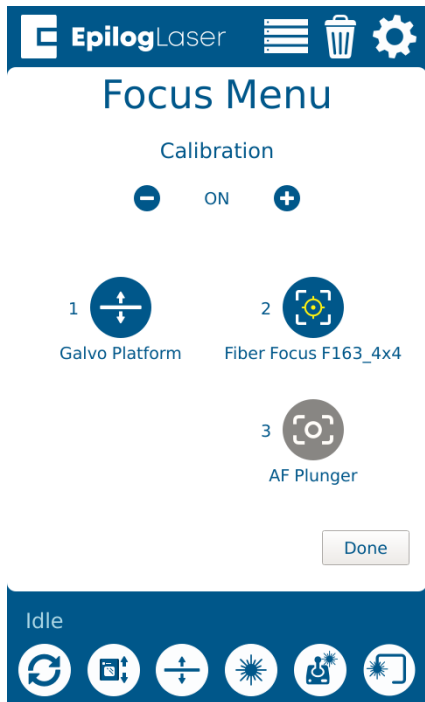 EpilogLaser
Focus Menu
Calibration
ON
1
Galvo Platform
2
Fiber Focus F163_4x4
3
AF Plunger
Done
Idle